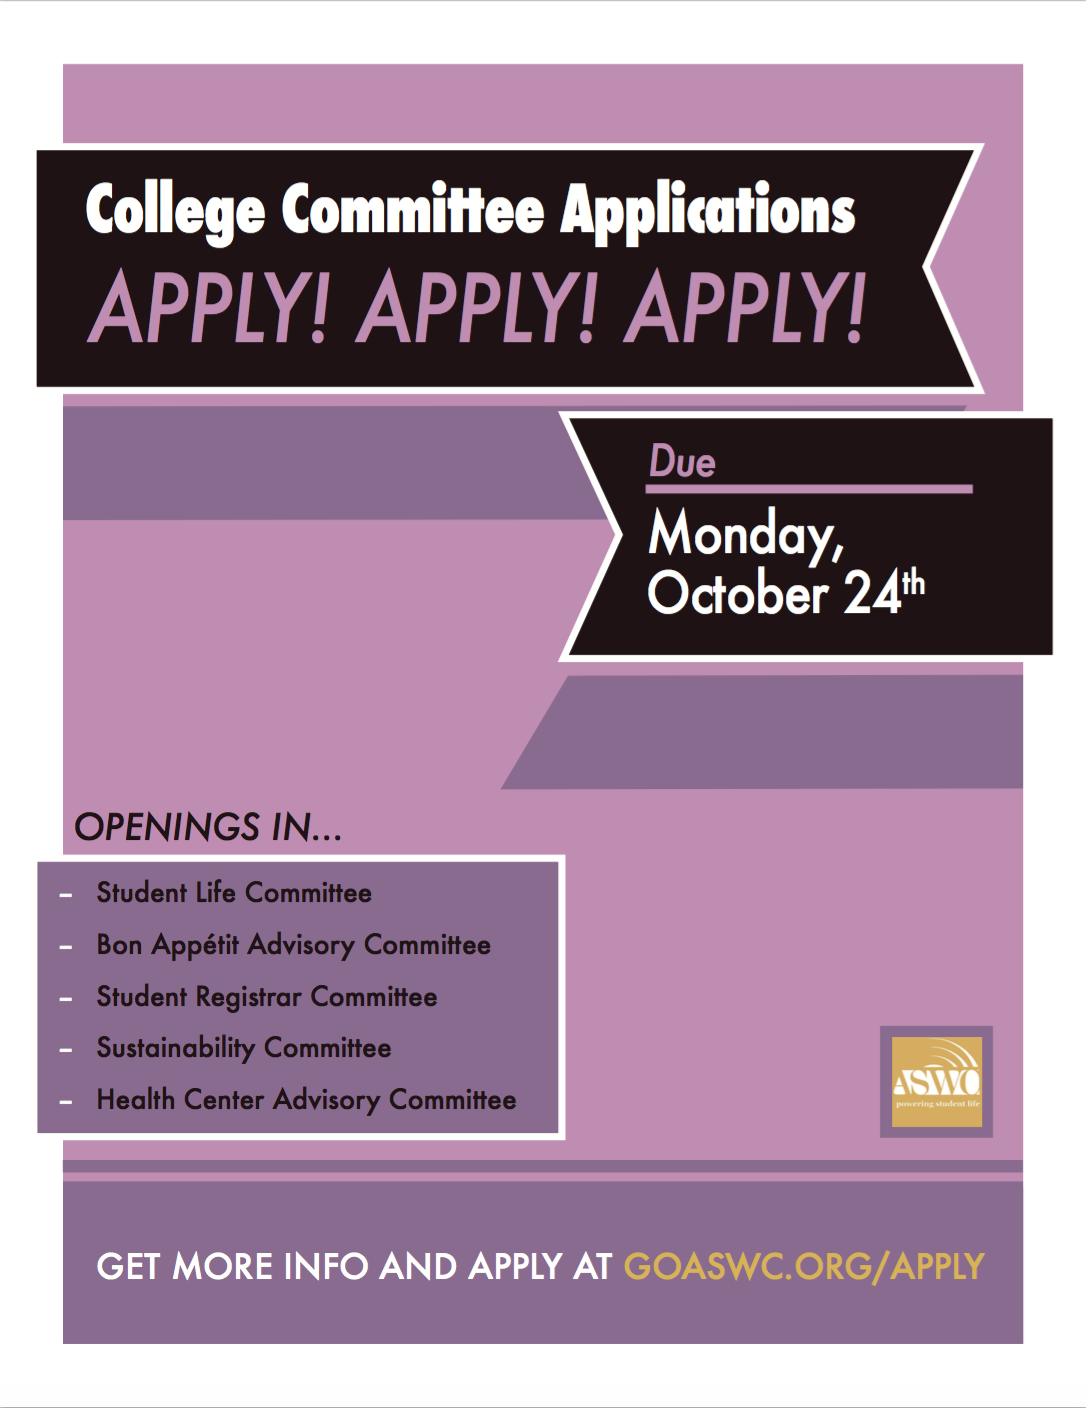 College Committee Applications
APPLY! APPLY! APPLY!
Due
Monday,
October 24th
OPENINGS IN...
– Student Life Committee
– Bon Appétit Advisory Committee
– Student Registrar Committee
– Sustainability Committee
– Health Center Advisory Committee
ASWC
powering student life
GET MORE INFO AND APPLY AT GOASWC.ORG/APPLY